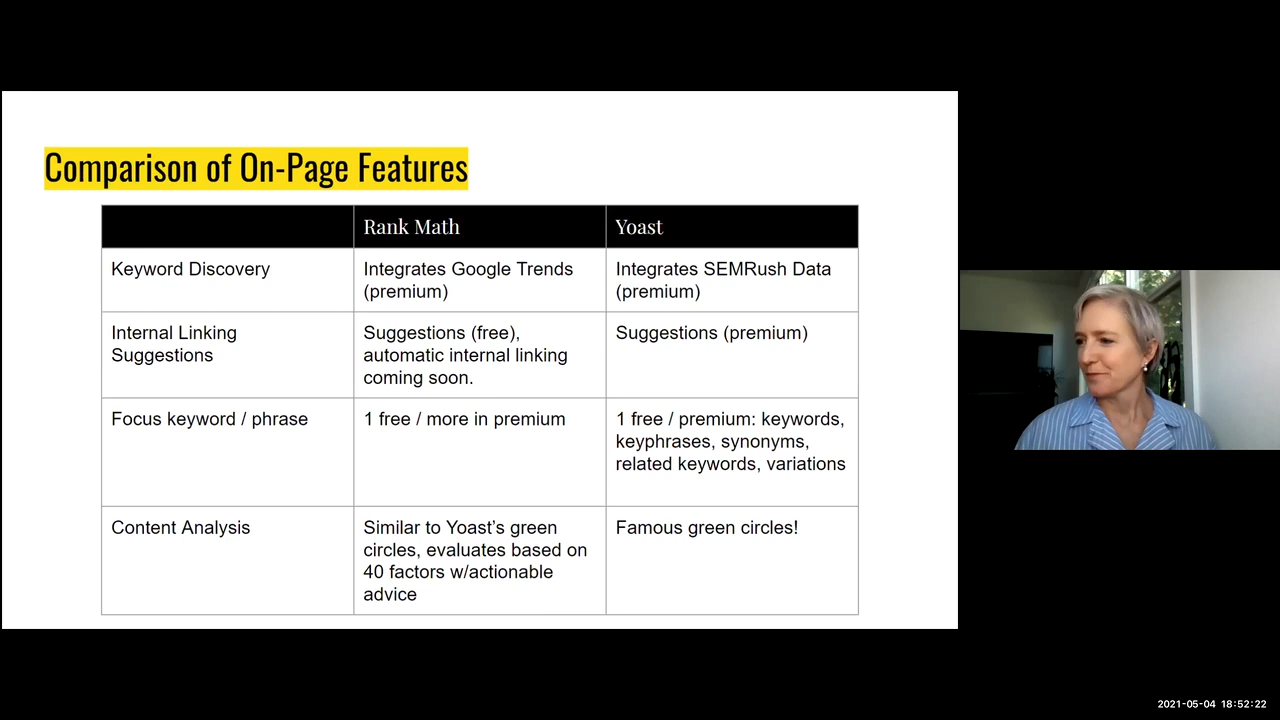 Comparison of On-Page Features
Rank Math
Yoast
Keyword Discovery
Integrates Google Trends
(premium)
Integrates SEMRush Data
(premium)
Internal Linking
Suggestions
Suggestions (free),
automatic internal linking
coming soon.
Suggestions (premium)
Focus keyword / phrase
1 free / more in premium
1 free / premium: keywords,
keyphrases, synonyms,
related keywords, variations
Content Analysis
Similar to Yoast’s green
circles, evaluates based on
40 factors w/actionable
advice
Famous green circles!
2021-05-04 18:52:22